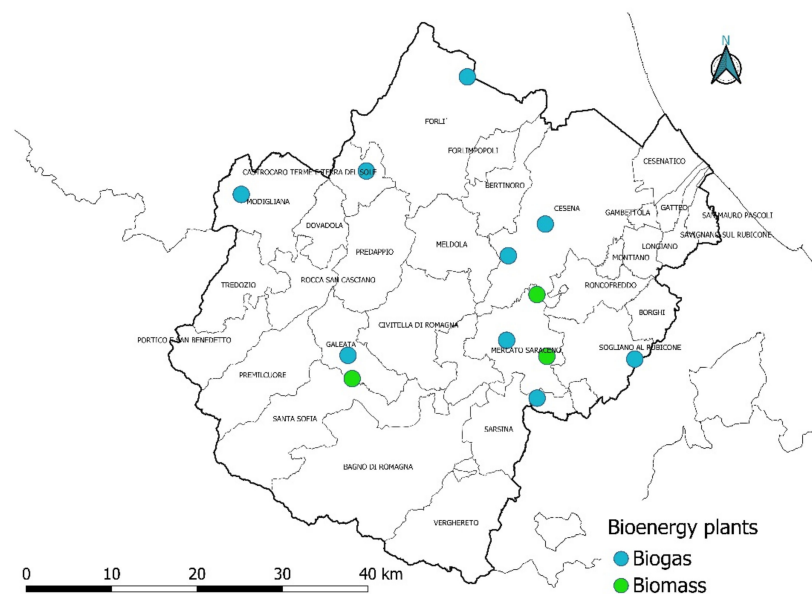 N
FORLI'
FORLIMPOPOLI
CESENATICO
CASTROCARO TERME E TERRA DEL SOLE
BERTINORO
MODIGLIANA
CESENA
GAMBETTOLA
GATTEO
SAN MAURO PASCOLI
DOVADOLA
SAVIGNANO SUL RUBICONE
PREDAPPIO
MELDOLA
LONGIANO
MONTIANO
TREDOZIO
ROCCA SAN CASCIANO
RONCOFREDDO
BORGHI
CIVITELLA DI ROMAGNA
PORTICO E SAN BENEDETTO
GALEATA
MERCATO SARACENO
SOGLIANO AL RUBICONE
PREMILCUORE
SANTA SOFIA
SARSINA
BAGNO DI ROMAGNA
VERGHERETO
Bioenergy plants
Biogas
Biomass
0 10 20 30 40 km